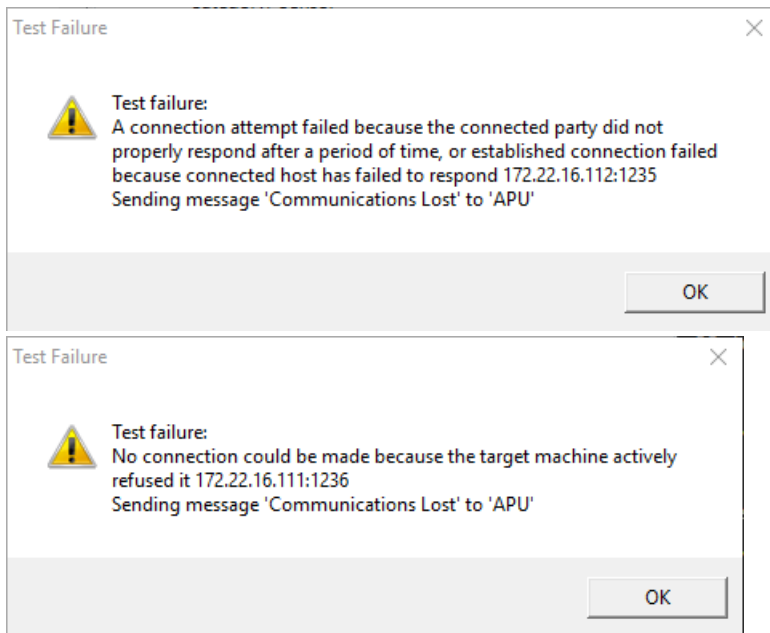 Test Failure
Test failure:
A connection attempt failed because the connected party did not
properly respond after a period of time, or established connection failed
because connected host has failed to respond 172.22.16.112:1235
Sending message 'Communications Lost' to 'APU'
OK
Test Failure
Test failure:
No connection could be made because the target machine actively
refused it 172.22.16.111:1236
Sending message 'Communications Lost' to 'APU'
OK